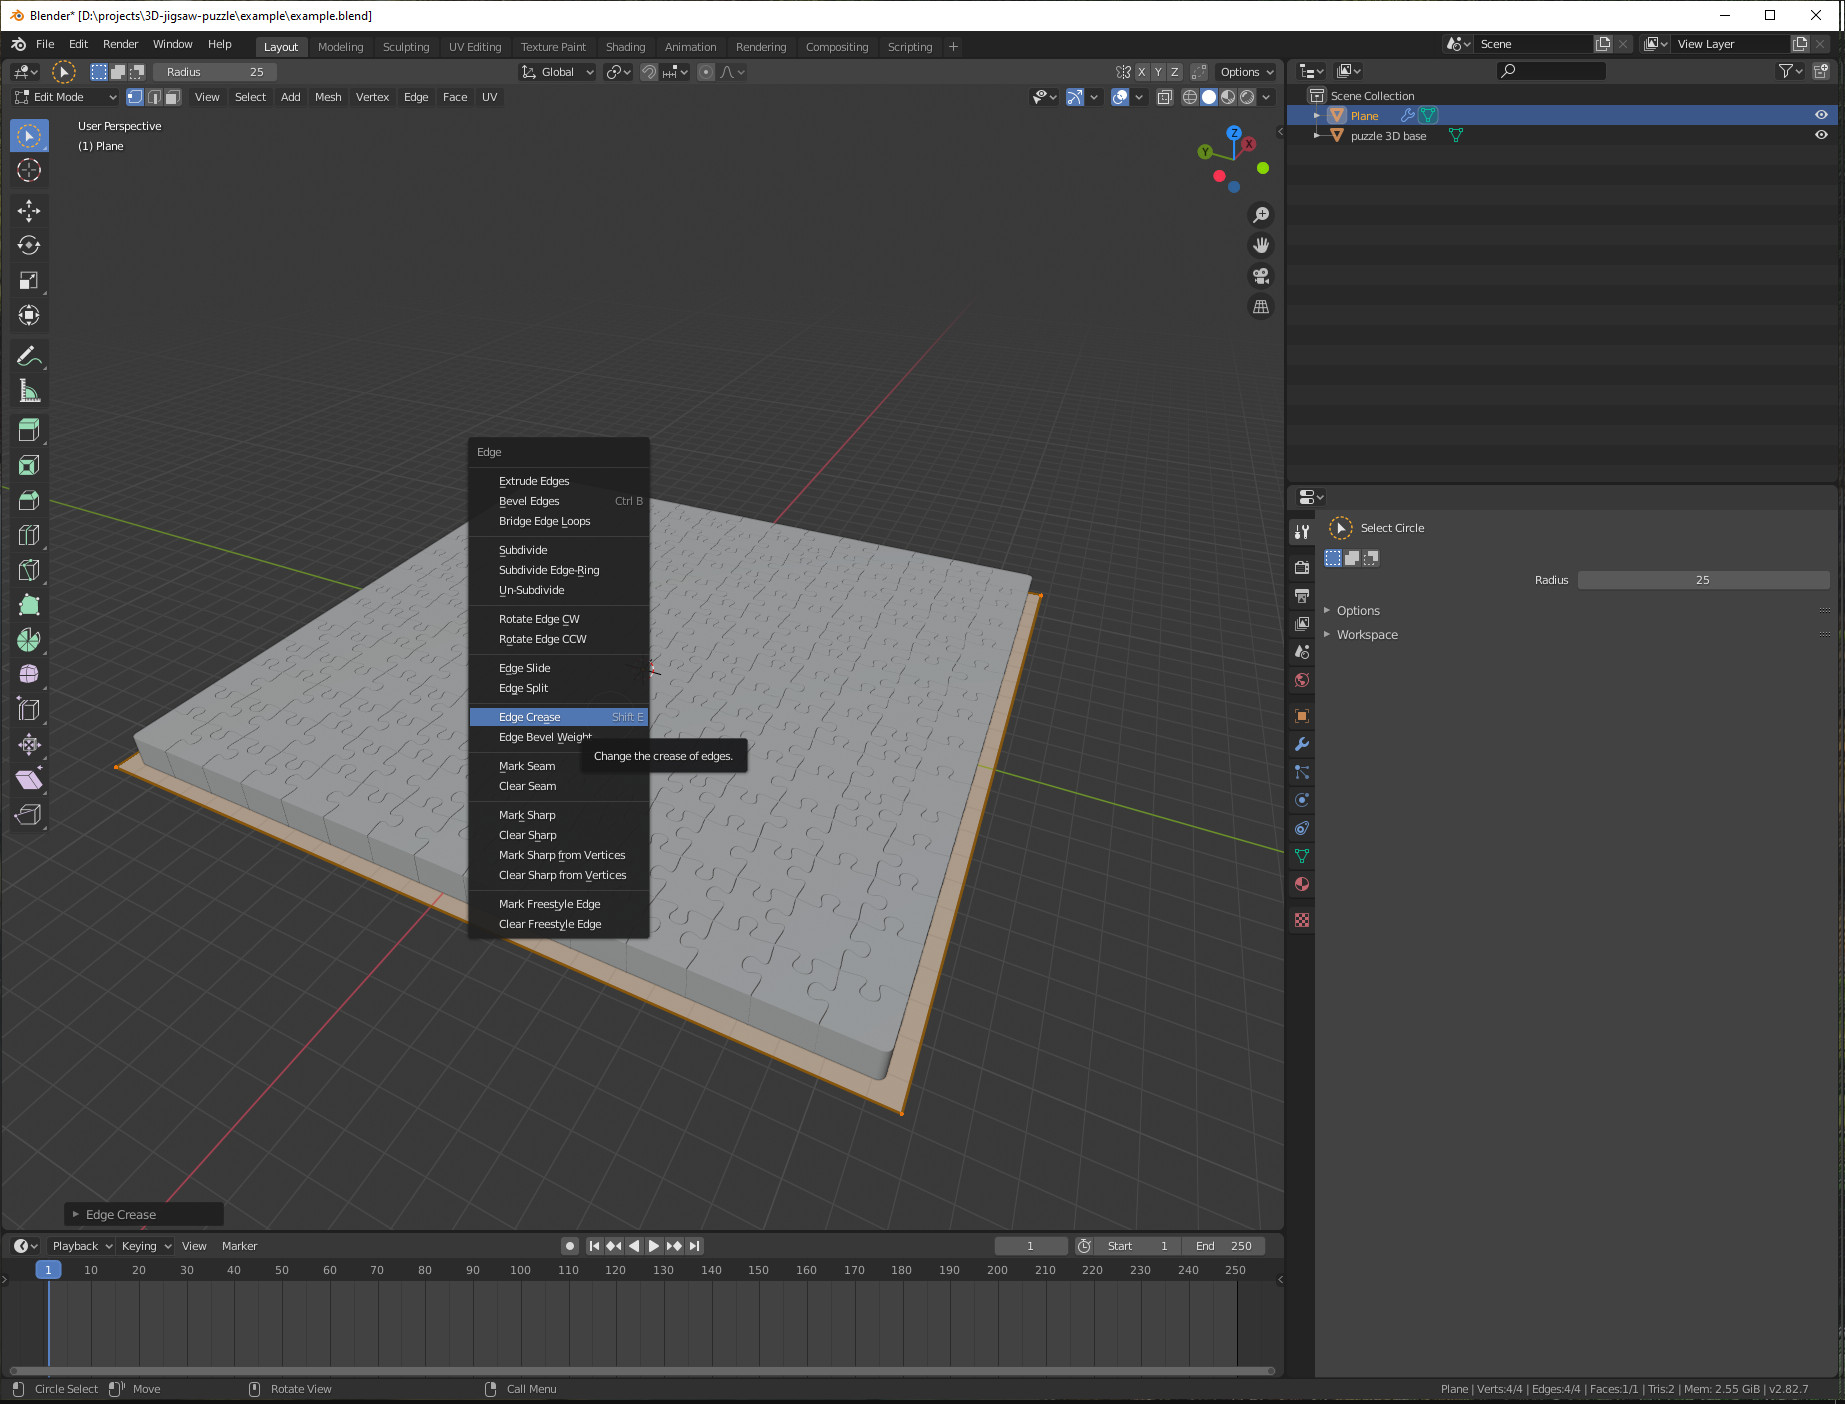 Blender* [D:\projects\3D-jigsaw-puzzle\example\example.blend]
File Edit Render Window Help Layout Modeling Sculpting UV Editing Texture Paint Shading Animation Rendering Compositing Scripting + Scene View Layer
Radius 25 Global X Y Z Options
Edit Mode View Select Add Mesh Vertex Edge Face UV
User Perspective
(1) Plane
Z
X
Y
Scene Collection
Plane
puzzle 3D base
Edge
Extrude Edges
Bevel Edges Ctrl B
Bridge Edge Loops
Subdivide
Subdivide Edge-Ring
Un-Subdivide
Rotate Edge CW
Rotate Edge CCW
Edge Slide
Edge Split
Edge Crease Shift E
Edge Bevel Weight
Change the crease of edges.
Mark Seam
Clear Seam
Mark Sharp
Clear Sharp
Mark Sharp from Vertices
Clear Sharp from Vertices
Mark Freestyle Edge
Clear Freestyle Edge
Select Circle
Radius 25
Options
Workspace
Edge Crease
Playback Keying View Marker 1 Start 1 End 250
1 10 20 30 40 50 60 70 80 90 100 110 120 130 140 150 160 170 180 190 200 210 220 230 240 250
Circle Select Move Rotate View Call Menu Plane | Verts:4/4 | Edges:4/4 | Faces:1/1 | Tris:2 | Mem: 2.55 GiB | v2.82.7